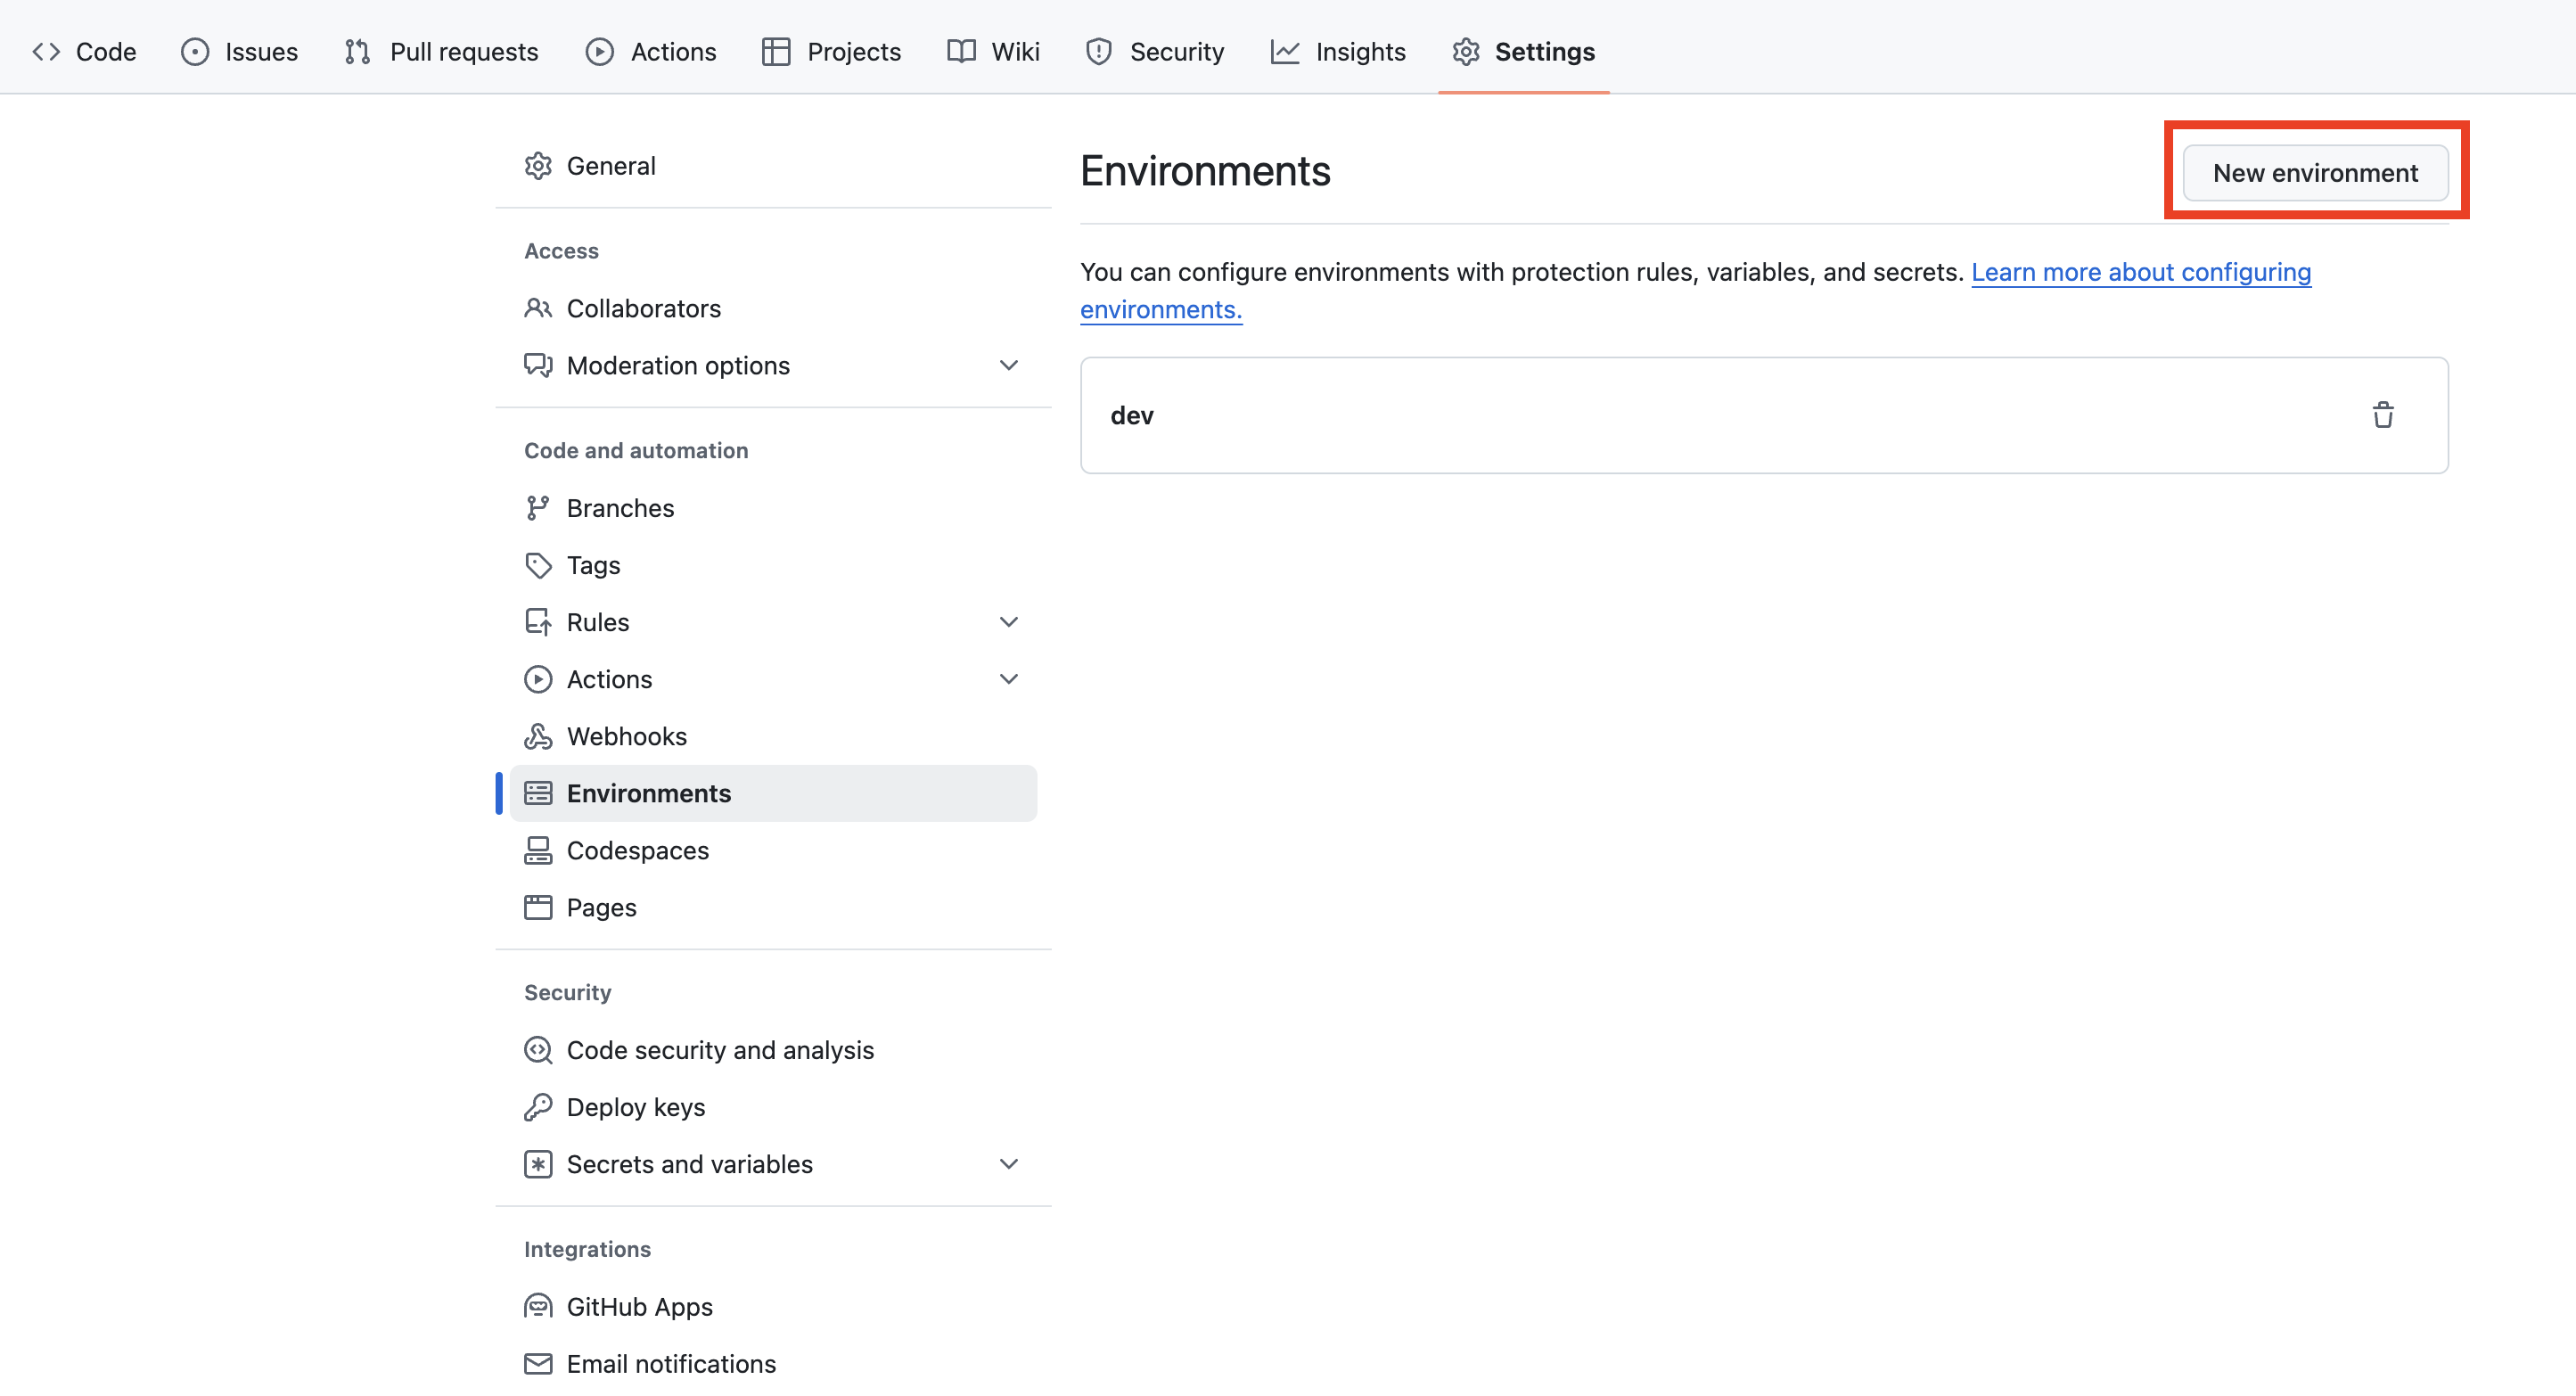 Code Issues Pull requests Actions Projects Wiki Security Insights Settings
General
Access
Collaborators
Moderation options
Code and automation
Branches
Tags
Rules
Actions
Webhooks
Environments
Codespaces
Pages
Security
Code security and analysis
Deploy keys
Secrets and variables
Integrations
GitHub Apps
Email notifications
Environments
New environment
You can configure environments with protection rules, variables, and secrets. Learn more about configuring
environments.
dev